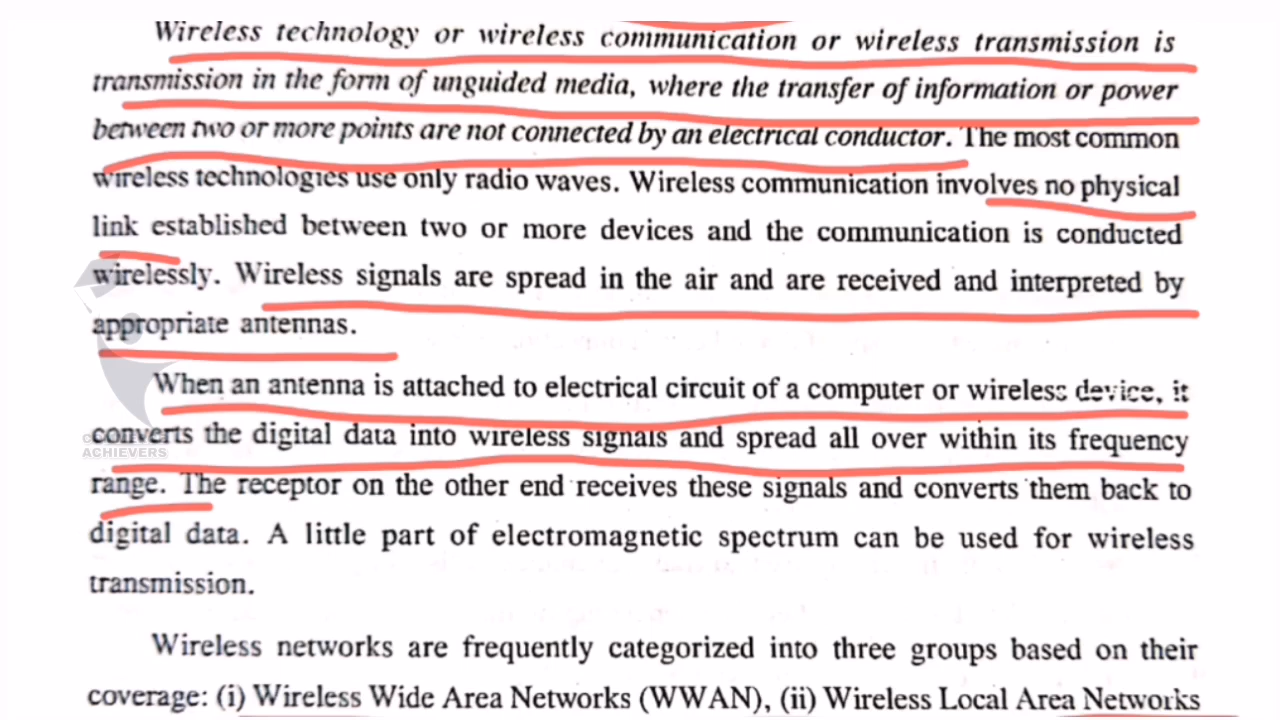 Wireless technology or wireless communication or wireless transmission is
transmission in the form of unguided media, where the transfer of information or power
between two or more points are not connected by an electrical conductor. The most common
wireless technologies use only radio waves. Wireless communication involves no physical
link established between two or more devices and the communication is conducted
wirelessly. Wireless signals are spread in the air and are received and interpreted by
appropriate antennas.
When an antenna is attached to electrical circuit of a computer or wireless device, it
converts the digital data into wireless signals and spread all over within its frequency
range. The receptor on the other end receives these signals and converts them back to
digital data. A little part of electromagnetic spectrum can be used for wireless
transmission.
Wireless networks are frequently categorized into three groups based on their
coverage: (i) Wireless Wide Area Networks (WWAN), (ii) Wireless Local Area Networks
ACHIEVERS